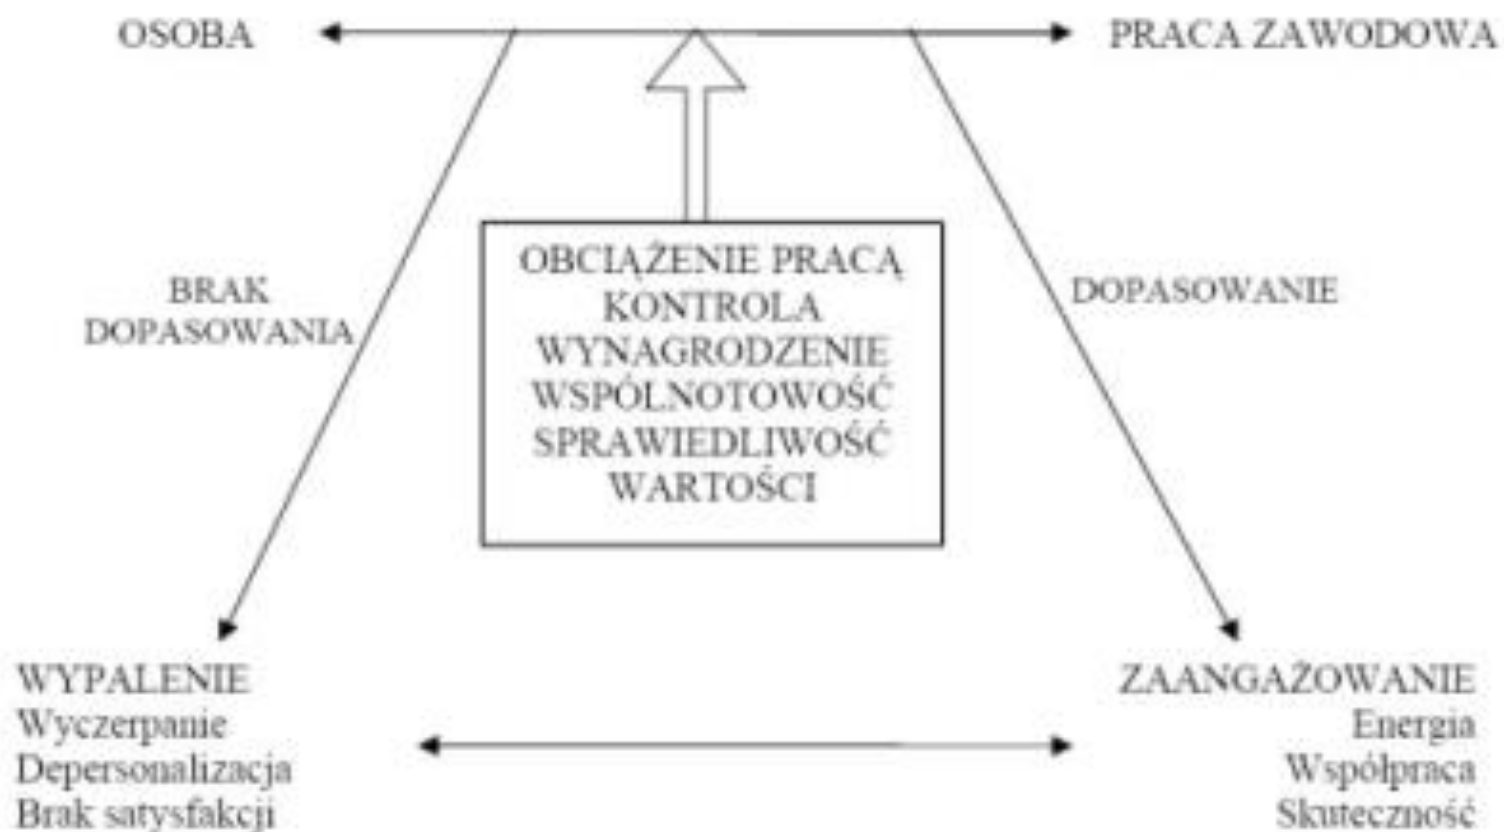 OSOBA
PRACA ZAWODOWA
BRAK
DOPASOWANIA
OBCIĄŻENIE PRACĄ
KONTROLA
WYNAGRODZENIE
WSPÓLNOTOWOŚĆ
SPRAWIEDLIWOŚĆ
WARTOŚCI
DOPASOWANIE
WYPALENIE
Wyczerpanie
Depersonalizacja
Brak satysfakcji
ZAANGAŻOWANIE
Energia
Współpraca
Skuteczność